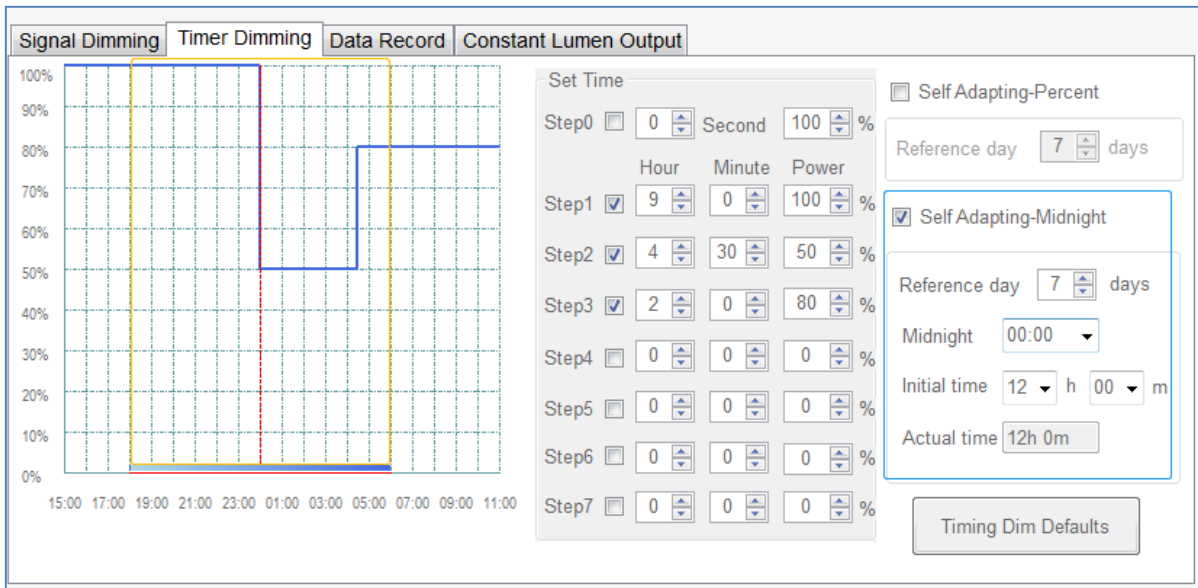 Signal Dimming Timer Dimming Data Record Constant Lumen Output
100%
90%
80%
70%
60%
50%
40%
30%
20%
10%
0%
15:00 17:00 19:00 21:00 23:00 01:00 03:00 05:00 07:00 09:00 11:00
Set Time
Step0 0 Second 100 %
Hour Minute Power
Step1 9 0 100 %
Step2 4 30 50 %
Step3 2 0 80 %
Step4 0 0 0 %
Step5 0 0 0 %
Step6 0 0 0 %
Step7 0 0 0 %
Self Adapting-Percent
Reference day 7 days
Self Adapting-Midnight
Reference day 7 days
Midnight 00:00
Initial time 12 h 00 m
Actual time 12h 0m
Timing Dim Defaults